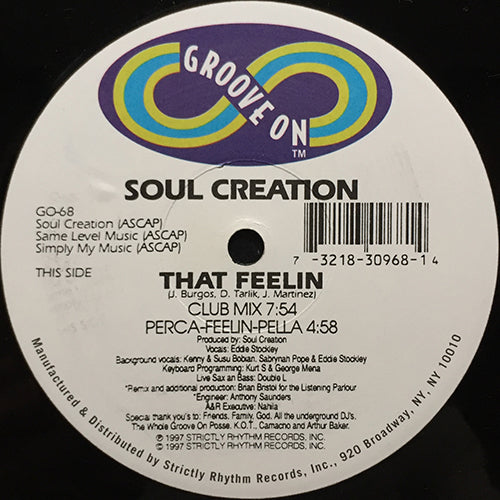 GROOVE ON
TM
SOUL CREATION
GO-68
Soul Creation (ASCAP)
Same Level Music (ASCAP)
Simply My Music (ASCAP)
7 -3218-30968-1 4
THIS SIDE
THAT FEELIN
(J. Burgos, D. Tarlik, J. Martinez)
CLUB MIX 7:54
PERCA-FEELIN-PELLA 4:58
Produced by: Soul Creation
Vocals: Eddie Stockley
Background vocals: Kenny & Susu Bobian, Sabrynah Pope & Eddie Stockley
Keyboard Programming: Kurt S & George Mena
Live Sax an Bass: Double L
*Remix and additional production: Brian Bristol for the Listening Parlour
*Engineer: Anthony Saunders
A&R Executive: Nahila
Special thank you's to: Friends, Family, God, All the underground DJ's,
The Whole Groove On Posse, K.O.T., Camacho and Arthur Baker.
℗ 1997 STRICTLY RHYTHM RECORDS, INC.
© 1997 STRICTLY RHYTHM RECORDS, INC.
Manufactured & Distributed by Strictly Rhythm Records, Inc., 920 Broadway, NY, NY 10010